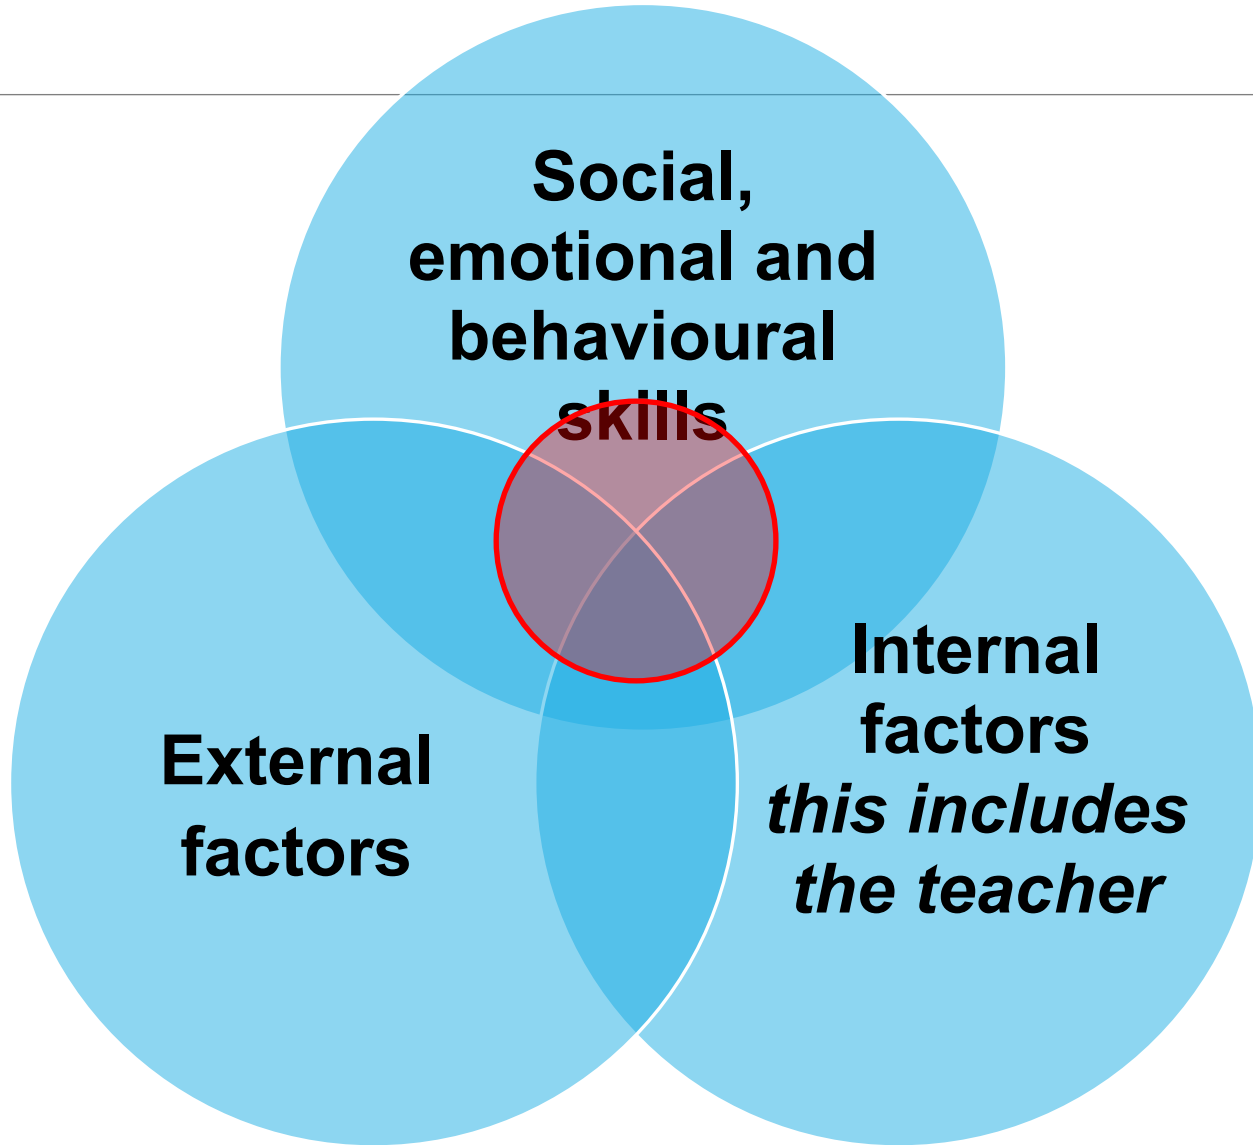 Social,
emotional and
behavioural
skills
External
factors
Internal
factors
this includes
the teacher